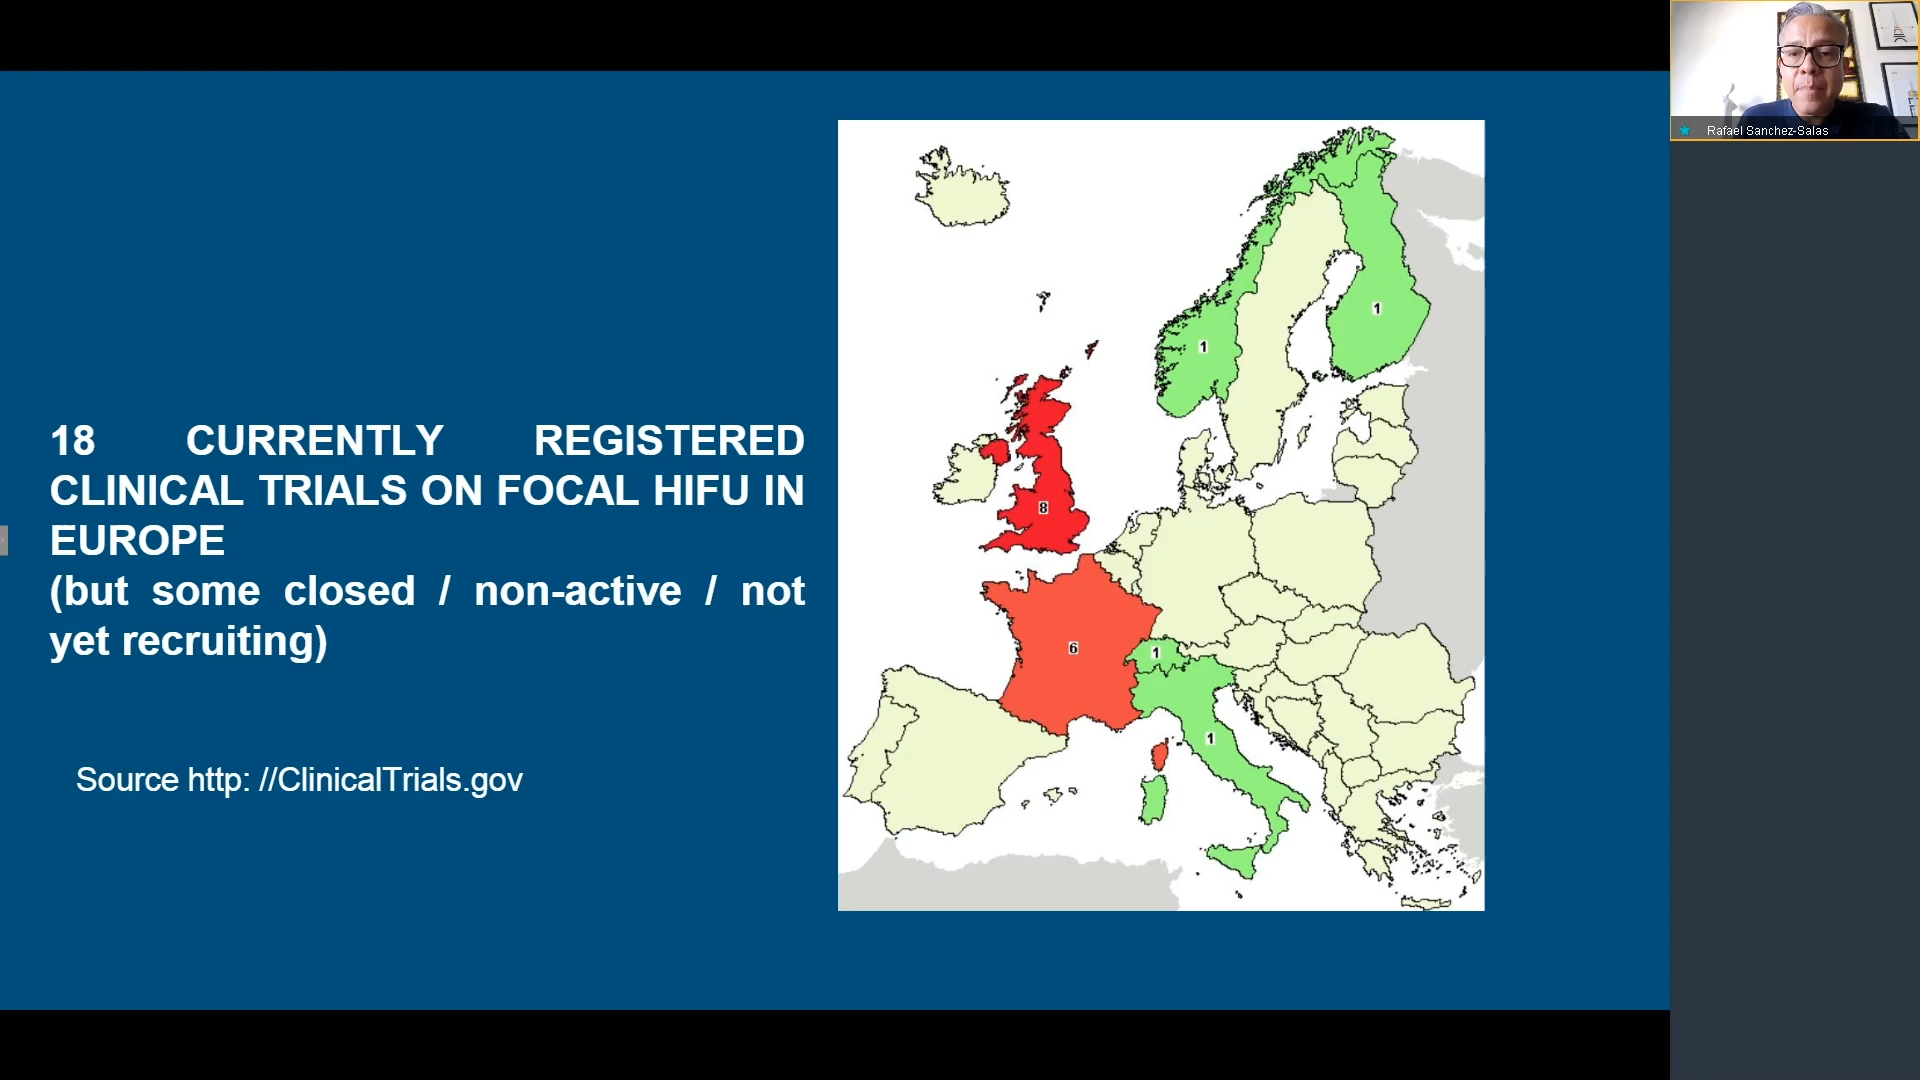 18 CURRENTLY REGISTERED
CLINICAL TRIALS ON FOCAL HIFU IN
EUROPE
(but some closed / non-active / not
yet recruiting)
Source http: //ClinicalTrials.gov
1
1
8
6
1
1
Rafael Sanchez-Salas